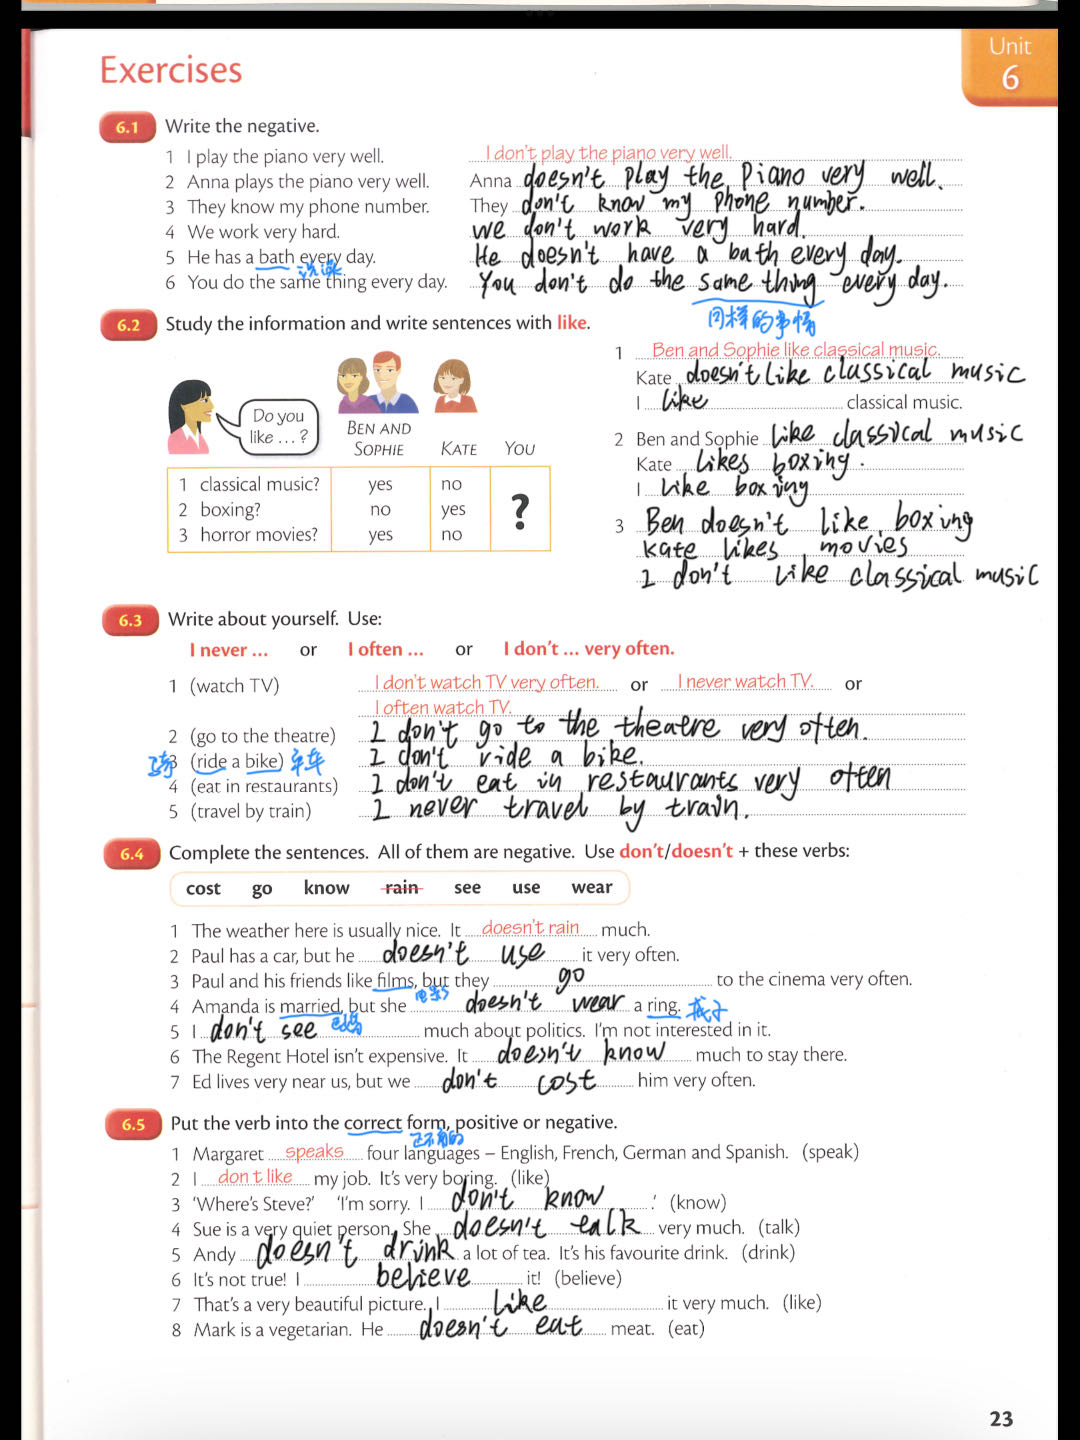 Exercises
Unit
6
6.1 Write the negative.
1 I play the piano very well. I don't play the piano very well.
2 Anna plays the piano very well. Anna doesn't play the Piano very well.
3 They know my phone number. They don't know my phone number.
4 We work very hard. we don't work very hard.
5 He has a bath every day. He doesn't have a bath every day.
洗澡
6 You do the same thing every day. You don't do the same thing every day.
同样的事情
6.2 Study the information and write sentences with like.
Do you
like ... ?
BEN AND
SOPHIE KATE YOU
1 classical music? yes no
2 boxing? no yes
3 horror movies? yes no
?
1 Ben and Sophie like classical music.
Kate doesn't like classical music
I like classical music.
2 Ben and Sophie like classical music
Kate likes boxing.
I like boxing
3 Ben doesn't like boxing
kate likes movies
I don't like classical music
6.3 Write about yourself. Use:
I never ... or I often ... or I don't ... very often.
1 (watch TV) I don't watch TV very often. or I never watch TV. or
I often watch TV.
2 (go to the theatre) I don't go to the theatre very often.
骑 3 (ride a bike) 单车 I don't ride a bike.
4 (eat in restaurants) I don't eat in restaurants very often
5 (travel by train) I never travel by train.
6.4 Complete the sentences. All of them are negative. Use don't/doesn't + these verbs:
cost go know rain see use wear
1 The weather here is usually nice. It doesn't rain much.
2 Paul has a car, but he doesn't use it very often.
3 Paul and his friends like films, but they go to the cinema very often.
电影
4 Amanda is married, but she doesn't wear a ring. 戒子
已婚
5 I don't see much about politics. I'm not interested in it.
6 The Regent Hotel isn't expensive. It doesn't know much to stay there.
7 Ed lives very near us, but we don't cost him very often.
6.5 Put the verb into the correct form, positive or negative.
正确的
1 Margaret speaks four languages – English, French, German and Spanish. (speak)
2 I don't like my job. It's very boring. (like)
3 'Where's Steve?' 'I'm sorry. I don't know .' (know)
4 Sue is a very quiet person. She doesn't talk very much. (talk)
5 Andy doesn't drink a lot of tea. It's his favourite drink. (drink)
6 It's not true! I believe it! (believe)
7 That's a very beautiful picture. I like it very much. (like)
8 Mark is a vegetarian. He doesn't eat meat. (eat)
23